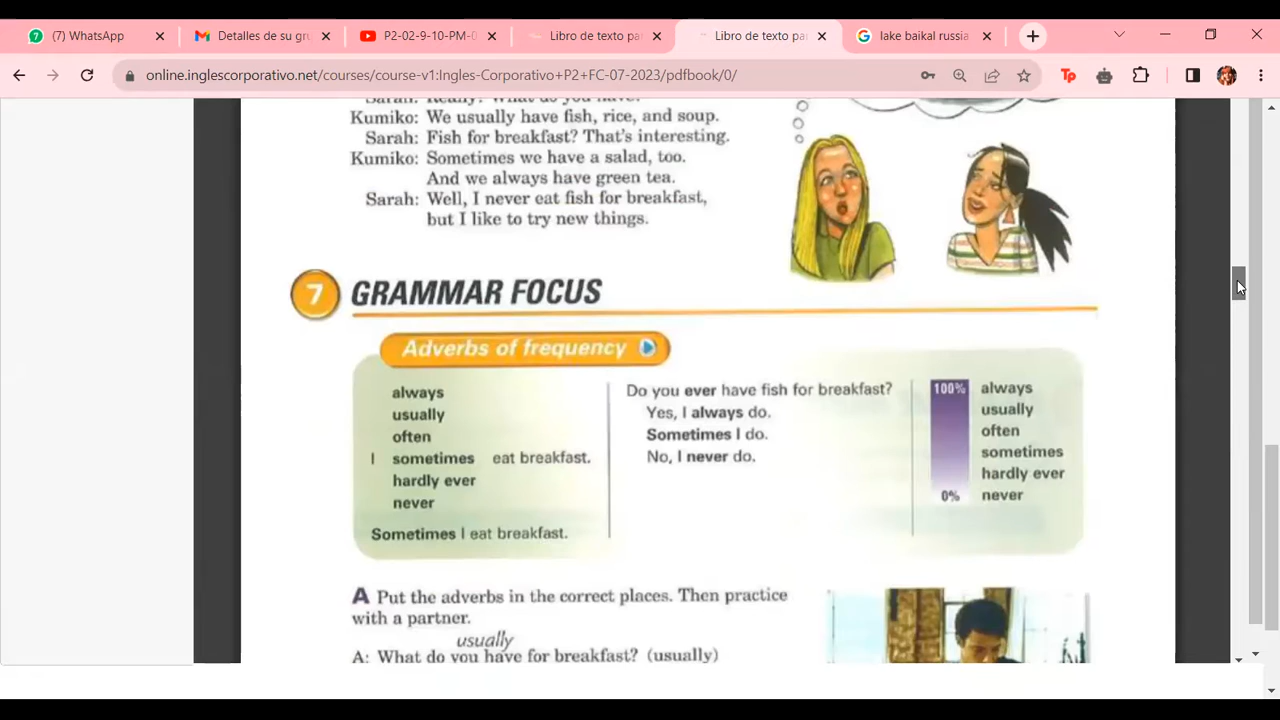 (7) WhatsApp
Detalles de su gru
P2-02-9-10-PM-0
Libro de texto pa
Libro de texto pa
lake baikal russia
online.inglescorporativo.net/courses/course-v1:Ingles-Corporativo+P2+FC-07-2023/pdfbook/0/
Sarah: Really? What do you have?
Kumiko: We usually have fish, rice, and soup.
Sarah: Fish for breakfast? That's interesting.
Kumiko: Sometimes we have a salad, too.
And we always have green tea.
Sarah: Well, I never eat fish for breakfast,
but I like to try new things.
7 GRAMMAR FOCUS
Adverbs of frequency
always
usually
often
I sometimes eat breakfast.
hardly ever
never
Sometimes I eat breakfast.
Do you ever have fish for breakfast?
Yes, I always do.
Sometimes I do.
No, I never do.
100% always
usually
often
sometimes
hardly ever
0% never
A Put the adverbs in the correct places. Then practice
with a partner.
usually
A: What do you have for breakfast? (usually)